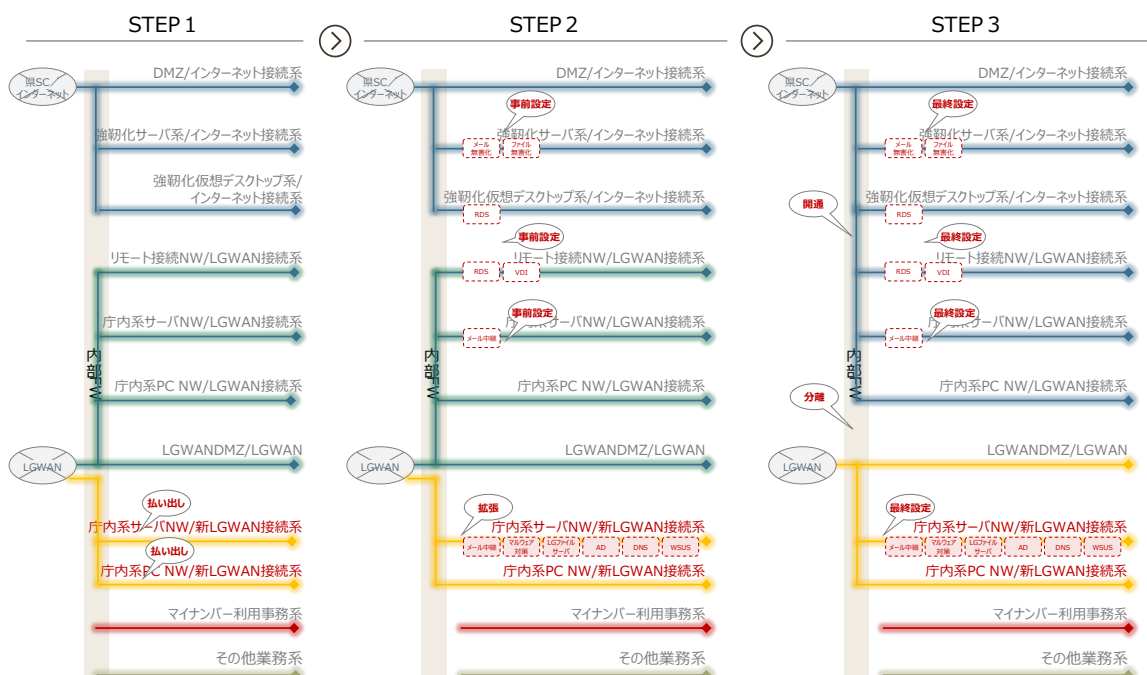 STEP 1
県SC／
インターネット
DMZ/インターネット接続系
強靭化サーバ系/インターネット接続系
強靭化仮想デスクトップ系/
インターネット接続系
リモート接続NW/LGWAN接続系
庁内系サーバNW/LGWAN接続系
内部FW
庁内系PC NW/LGWAN接続系
LGWANDMZ/LGWAN
LGWAN
払い出し
庁内系サーバNW/新LGWAN接続系
払い出し
庁内系PC NW/新LGWAN接続系
マイナンバー利用事務系
その他業務系
STEP 2
県SC／
インターネット
DMZ/インターネット接続系
事前設定
強靭化サーバ系/インターネット接続系
メール
無害化
ファイル
無害化
強靭化仮想デスクトップ系/インターネット接続系
RDS
事前設定
リモート接続NW/LGWAN接続系
RDS
VDI
事前設定
庁内系サーバNW/LGWAN接続系
メール中継
内部FW
庁内系PC NW/LGWAN接続系
LGWANDMZ/LGWAN
LGWAN
拡張
庁内系サーバNW/新LGWAN接続系
メール中継
マルウェア
対策
LGファイル
サーバ
AD
DNS
WSUS
庁内系PC NW/新LGWAN接続系
マイナンバー利用事務系
その他業務系
STEP 3
県SC／
インターネット
DMZ/インターネット接続系
最終設定
強靭化サーバ系/インターネット接続系
メール
無害化
ファイル
無害化
開通
強靭化仮想デスクトップ系/インターネット接続系
RDS
最終設定
リモート接続NW/LGWAN接続系
RDS
VDI
最終設定
庁内系サーバNW/LGWAN接続系
メール中継
内部FW
庁内系PC NW/LGWAN接続系
分離
LGWANDMZ/LGWAN
LGWAN
最終設定
庁内系サーバNW/新LGWAN接続系
メール中継
マルウェア
対策
LGファイル
サーバ
AD
DNS
WSUS
庁内系PC NW/新LGWAN接続系
マイナンバー利用事務系
その他業務系